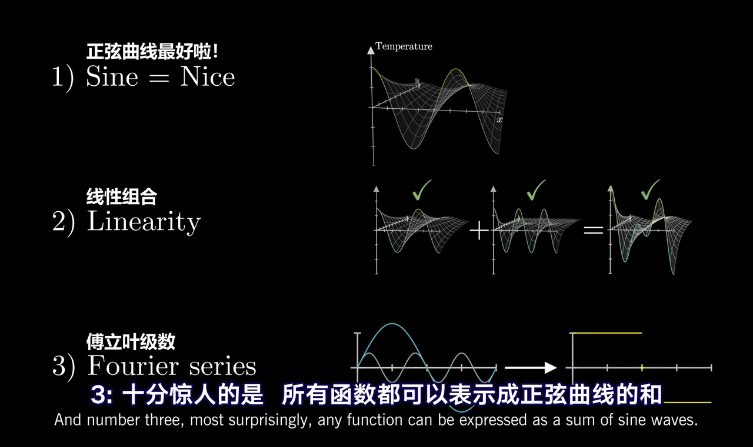 正弦曲线最好啦!
1) Sine = Nice
Temperature
x
线性组合
2) Linearity
+
=
傅立叶级数
3) Fourier series
3: 十分惊人的是 所有函数都可以表示成正弦曲线的和
And number three, most surprisingly, any function can be expressed as a sum of sine waves.